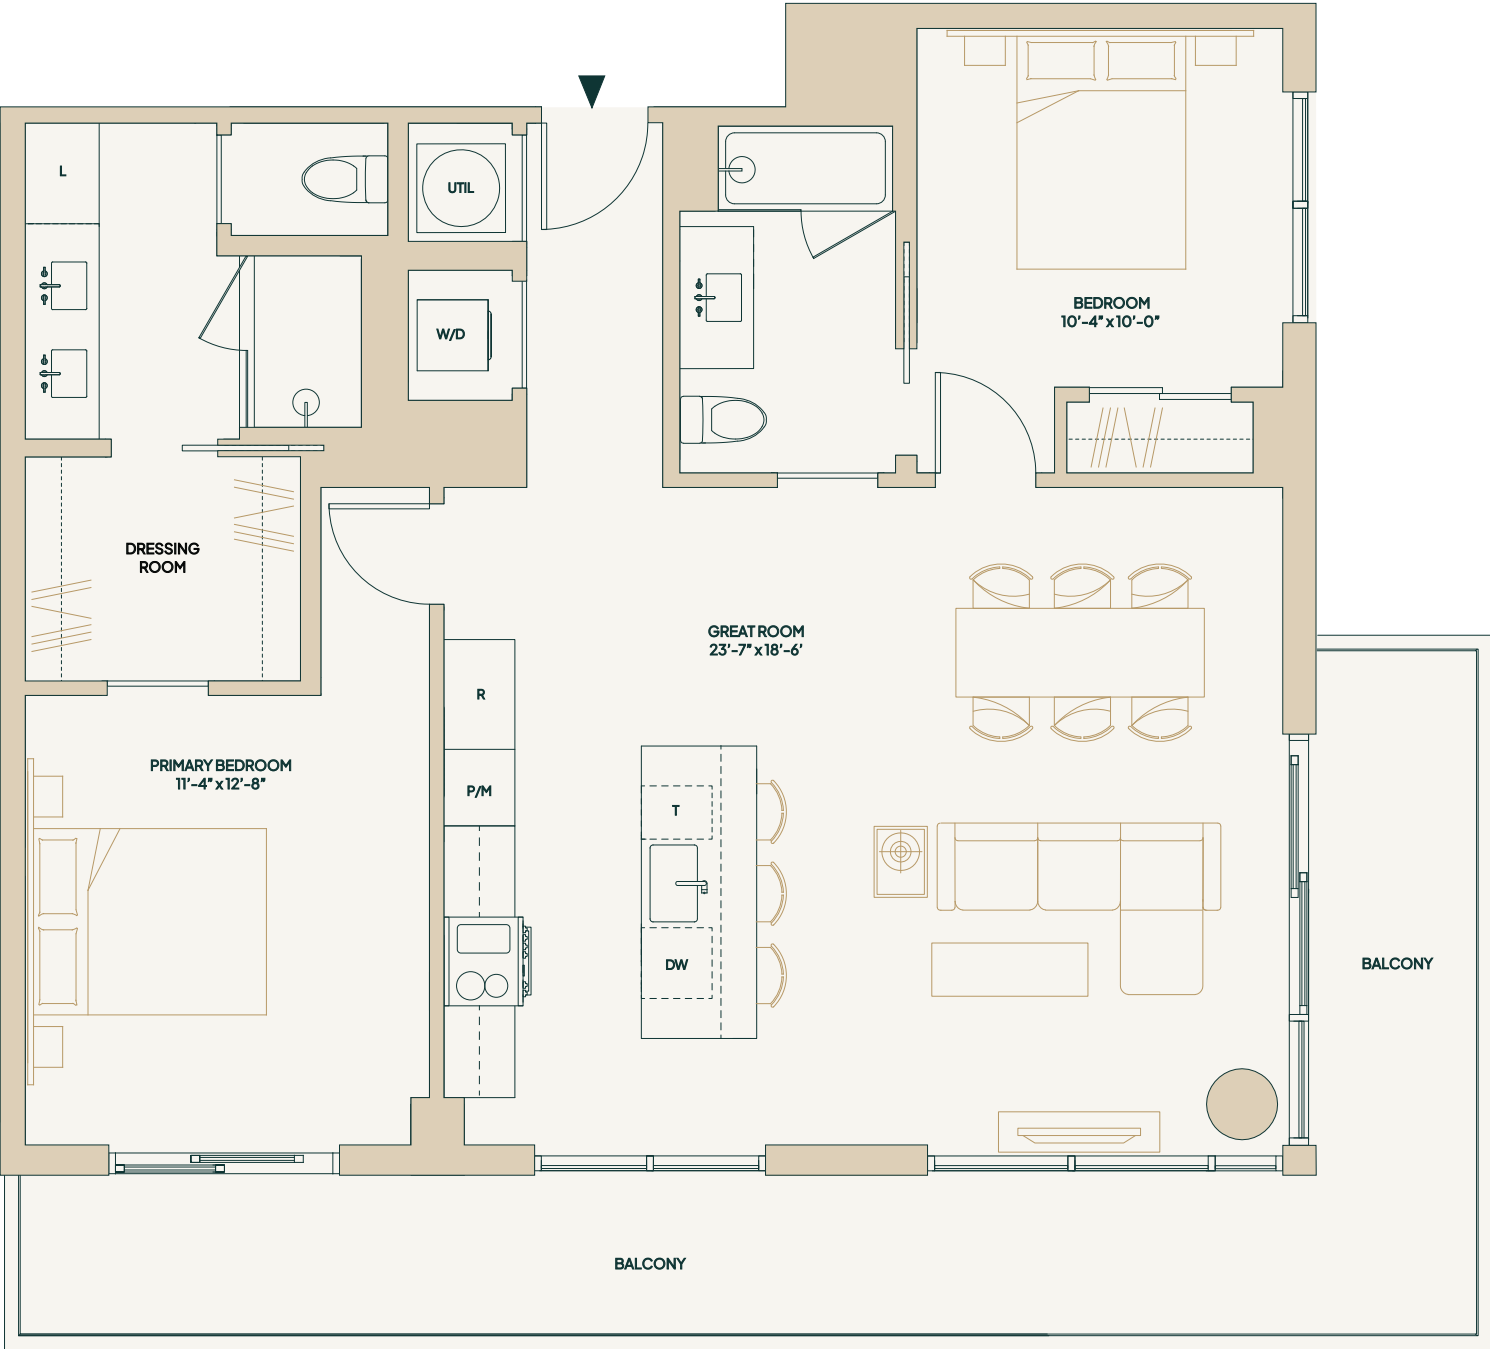 L
UTIL
W/D
BEDROOM
10'-4" x 10'-0"
DRESSING
ROOM
GREAT ROOM
23'-7" x 18'-6'
R
PRIMARY BEDROOM
11'-4" x 12'-8"
P/M
T
DW
BALCONY
BALCONY